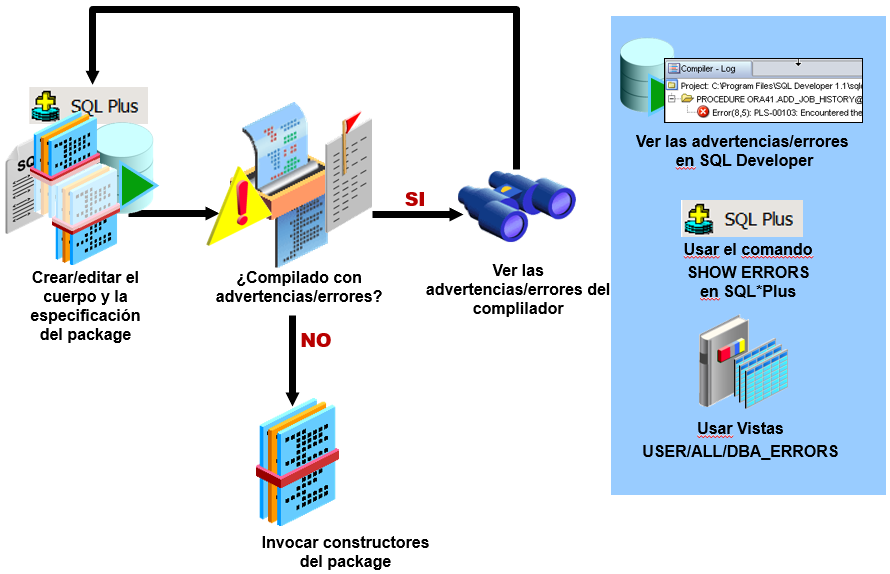 SQL Plus
SQL
Crear/editar el
cuerpo y la
especificación
del package
¿Compilado con
advertencias/errores?
SI
Ver las
advertencias/errores del
complilador
NO
Invocar constructores
del package
Compiler - Log
Project: C:\Program Files\SQL Developer 1.1\sqld
PROCEDURE ORA41.ADD_JOB_HISTORY@
Error(8,5): PLS-00103: Encountered the
Ver las advertencias/errores
en SQL Developer
SQL Plus
Usar el comando
SHOW ERRORS
en SQL*Plus
Usar Vistas
USER/ALL/DBA_ERRORS